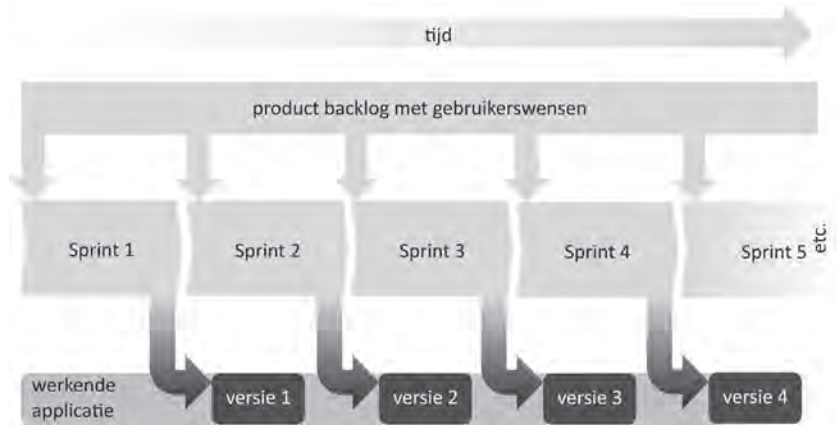 tijd
product backlog met gebruikerswensen
Sprint 1
Sprint 2
Sprint 3
Sprint 4
Sprint 5
etc.
werkende
applicatie
versie 1
versie 2
versie 3
versie 4